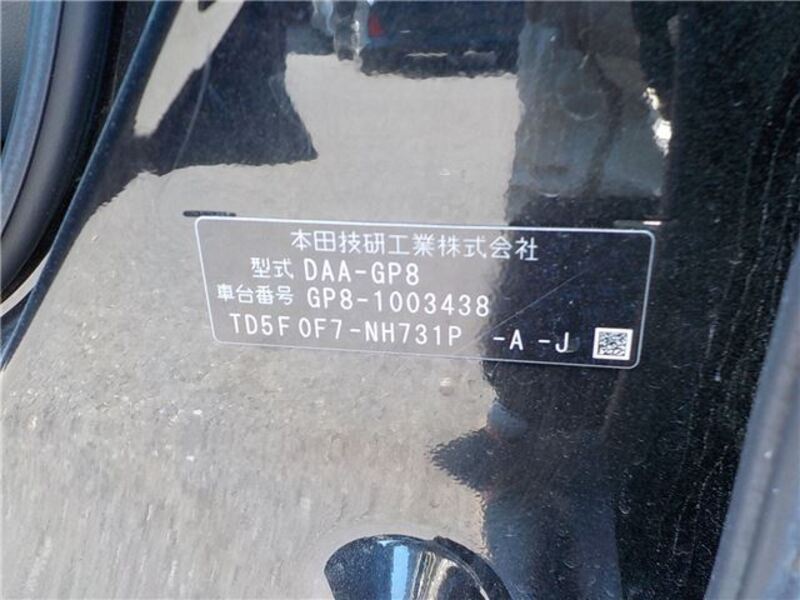 本田技研工業株式会社
型式 DAA-GP8
車台番号 GP8-1003438
TD5F0F7-NH731P -A -J